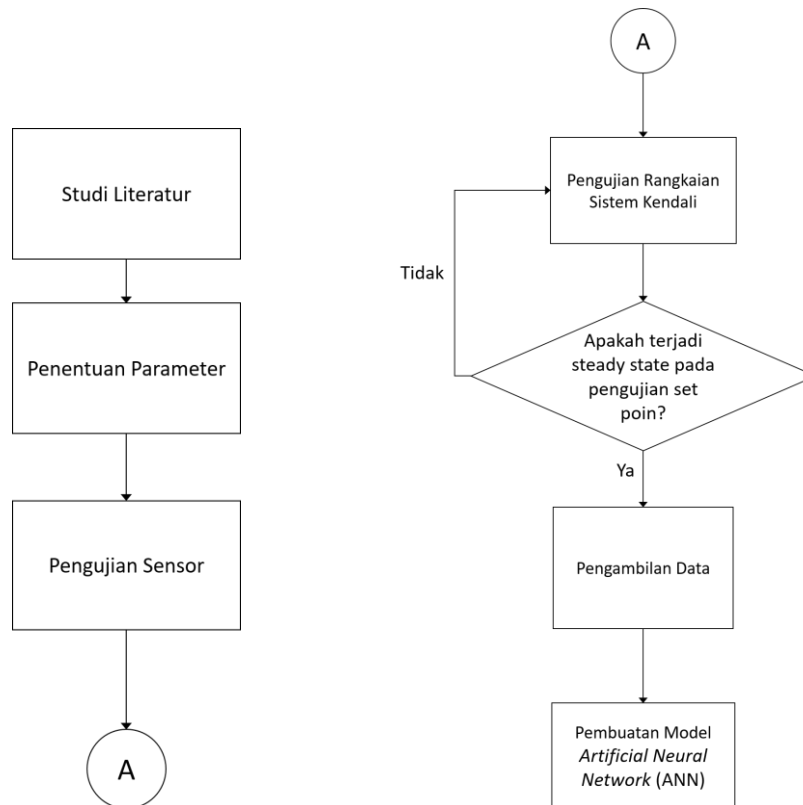 Studi Literatur
Penentuan Parameter
Pengujian Sensor
A
A
Pengujian Rangkaian
Sistem Kendali
Tidak
Apakah terjadi
steady state pada
pengujian set
poin?
Ya
Pengambilan Data
Pembuatan Model
Artificial Neural
Network (ANN)